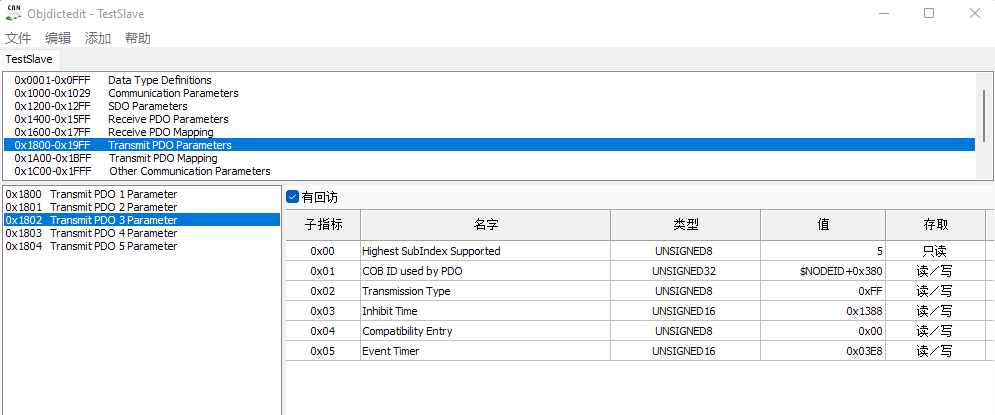 CAN
Objdictedit - TestSlave
文件 编辑 添加 帮助
TestSlave
0x0001-0x0FFF Data Type Definitions
0x1000-0x1029 Communication Parameters
0x1200-0x12FF SDO Parameters
0x1400-0x15FF Receive PDO Parameters
0x1600-0x17FF Receive PDO Mapping
0x1800-0x19FF Transmit PDO Parameters
0x1A00-0x1BFF Transmit PDO Mapping
0x1C00-0x1FFF Other Communication Parameters
0x1800 Transmit PDO 1 Parameter
0x1801 Transmit PDO 2 Parameter
0x1802 Transmit PDO 3 Parameter
0x1803 Transmit PDO 4 Parameter
0x1804 Transmit PDO 5 Parameter
有回访
子指标 名字 类型 值 存取
0x00 Highest SubIndex Supported UNSIGNED8 5 只读
0x01 COB ID used by PDO UNSIGNED32 $NODEID+0x380 读／写
0x02 Transmission Type UNSIGNED8 0xFF 读／写
0x03 Inhibit Time UNSIGNED16 0x1388 读／写
0x04 Compatibility Entry UNSIGNED8 0x00 读／写
0x05 Event Timer UNSIGNED16 0x03E8 读／写